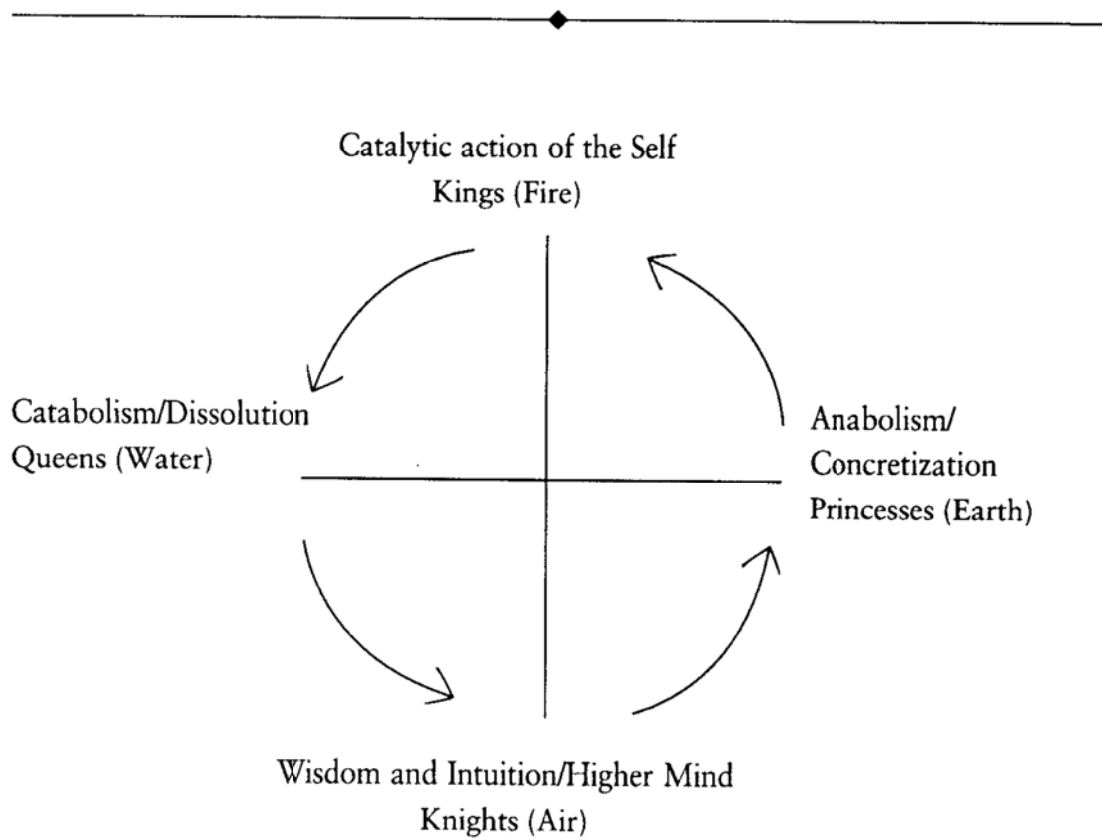 Catalytic action of the Self
Kings (Fire)
Catabolism/Dissolution
Queens (Water)
Anabolism/
Concretization
Princesses (Earth)
Wisdom and Intuition/Higher Mind
Knights (Air)